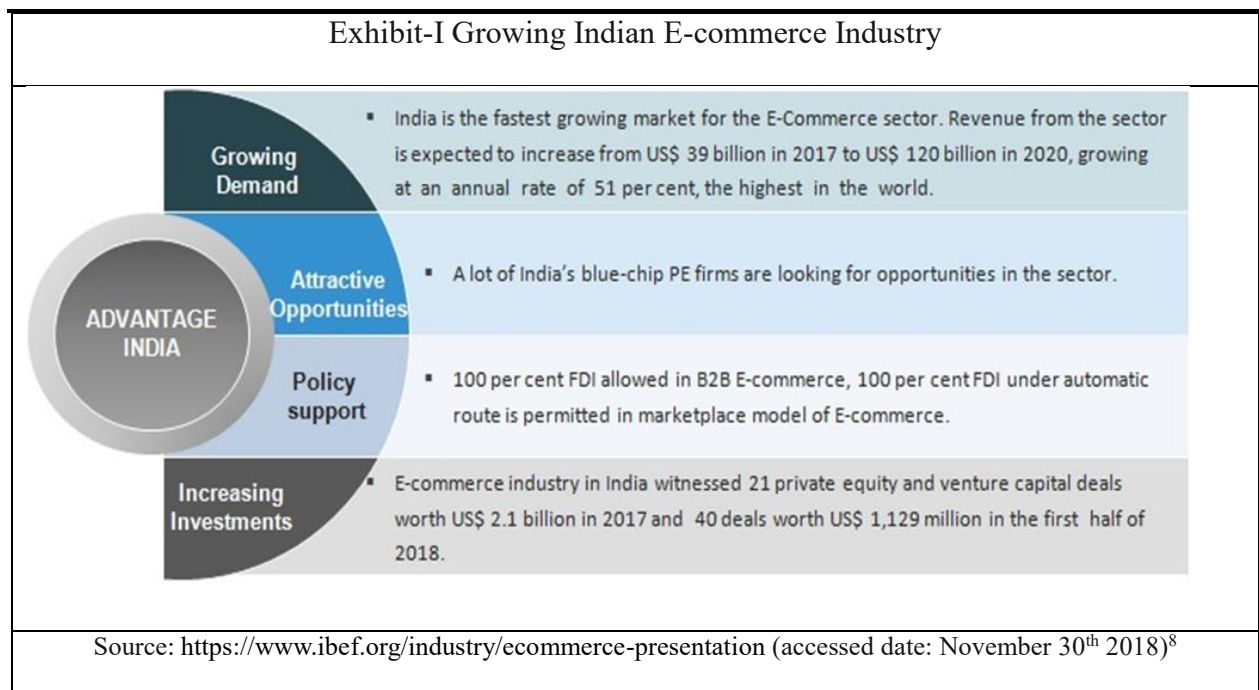 Exhibit-I Growing Indian E-commerce Industry
ADVANTAGE
INDIA
Growing
Demand
▪ India is the fastest growing market for the E-Commerce sector. Revenue from the sector
is expected to increase from US$ 39 billion in 2017 to US$ 120 billion in 2020, growing
at an annual rate of 51 per cent, the highest in the world.
Attractive
Opportunities
▪ A lot of India's blue-chip PE firms are looking for opportunities in the sector.
Policy
support
▪ 100 per cent FDI allowed in B2B E-commerce, 100 per cent FDI under automatic
route is permitted in marketplace model of E-commerce.
Increasing
Investments
▪ E-commerce industry in India witnessed 21 private equity and venture capital deals
worth US$ 2.1 billion in 2017 and 40 deals worth US$ 1,129 million in the first half of
2018.
Source: https://www.ibef.org/industry/ecommerce-presentation (accessed date: November 30th 2018)8